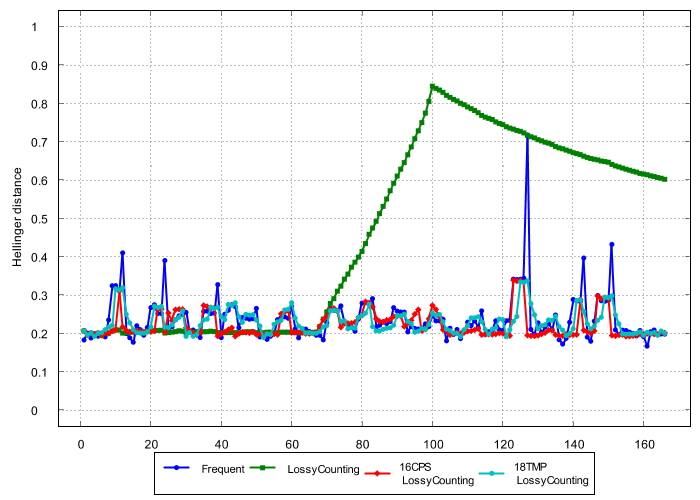 1
0.9
0.8
0.7
0.6
0.5
0.4
0.3
0.2
0.1
0
Hellinger distance
0 20 40 60 80 100 120 140 160
Frequent LossyCounting 16CPS 18TMP
LossyCounting LossyCounting